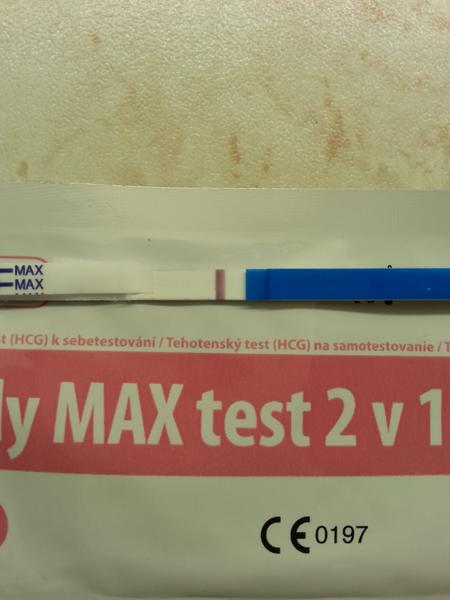 MAX
MAX
t (HCG) k sebetestování / Tehotenský test (HCG) na samotestovanie / T
ly MAX test 2 v 1
CE 0197